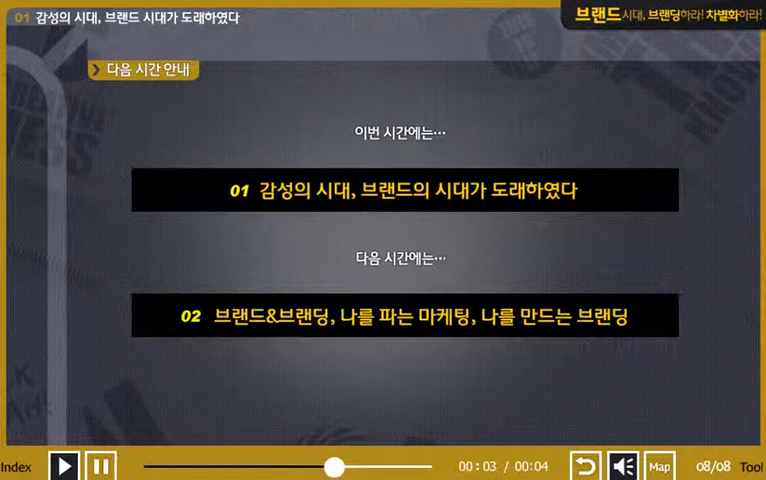 01 감성의 시대, 브랜드 시대가 도래하였다
브랜드시대, 브랜딩하라! 차별화하라!
다음 시간 안내
이번 시간에는···
01 감성의 시대, 브랜드의 시대가 도래하였다
다음 시간에는···
02 브랜드&브랜딩, 나를 파는 마케팅, 나를 만드는 브랜딩
Index
00:03 / 00:04
Map
08/08
Tool